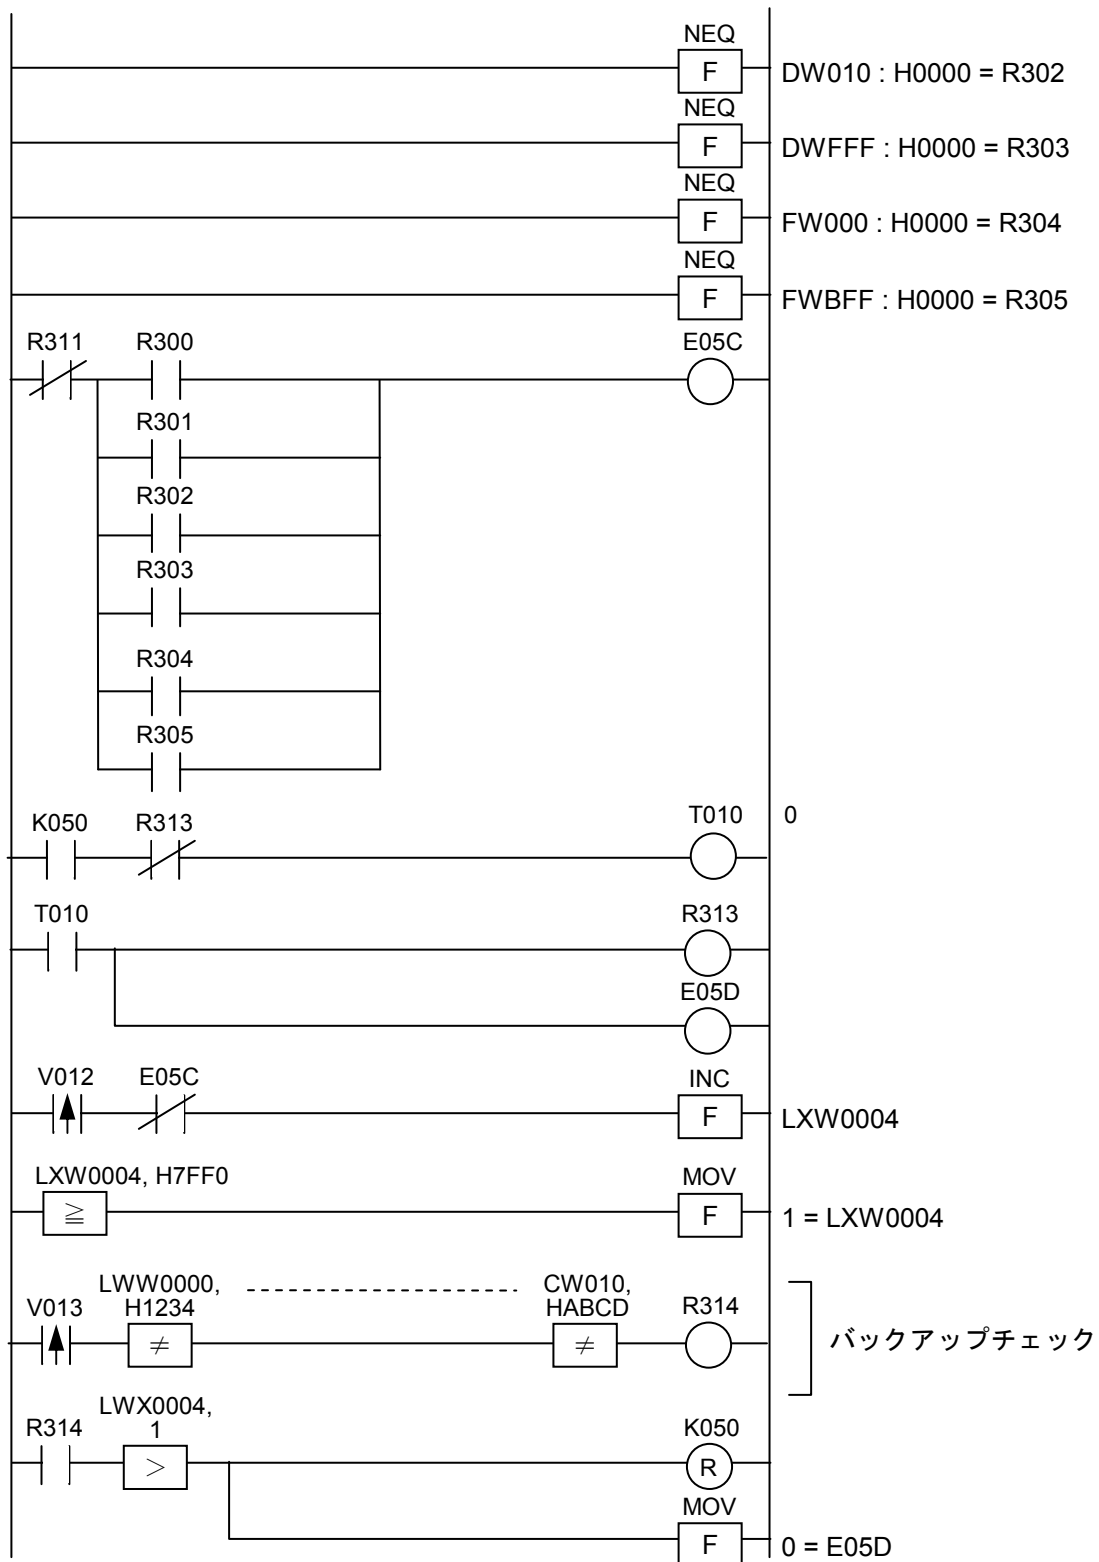 NEQ
F
DW010 : H0000 = R302
NEQ
F
DWFFF : H0000 = R303
NEQ
F
FW000 : H0000 = R304
NEQ
F
FWBFF : H0000 = R305
R311 R300 E05C
R301
R302
R303
R304
R305
K050 R313 T010 0
T010 R313
E05D
V012 E05C INC
F
LXW0004
LXW0004, H7FF0 MOV
≧ F
1 = LXW0004
LWW0000, CW010,
V013 H1234 HABCD R314
≠ ≠
バックアップチェック
LWX0004,
R314 1 K050
> R
MOV
F
0 = E05D